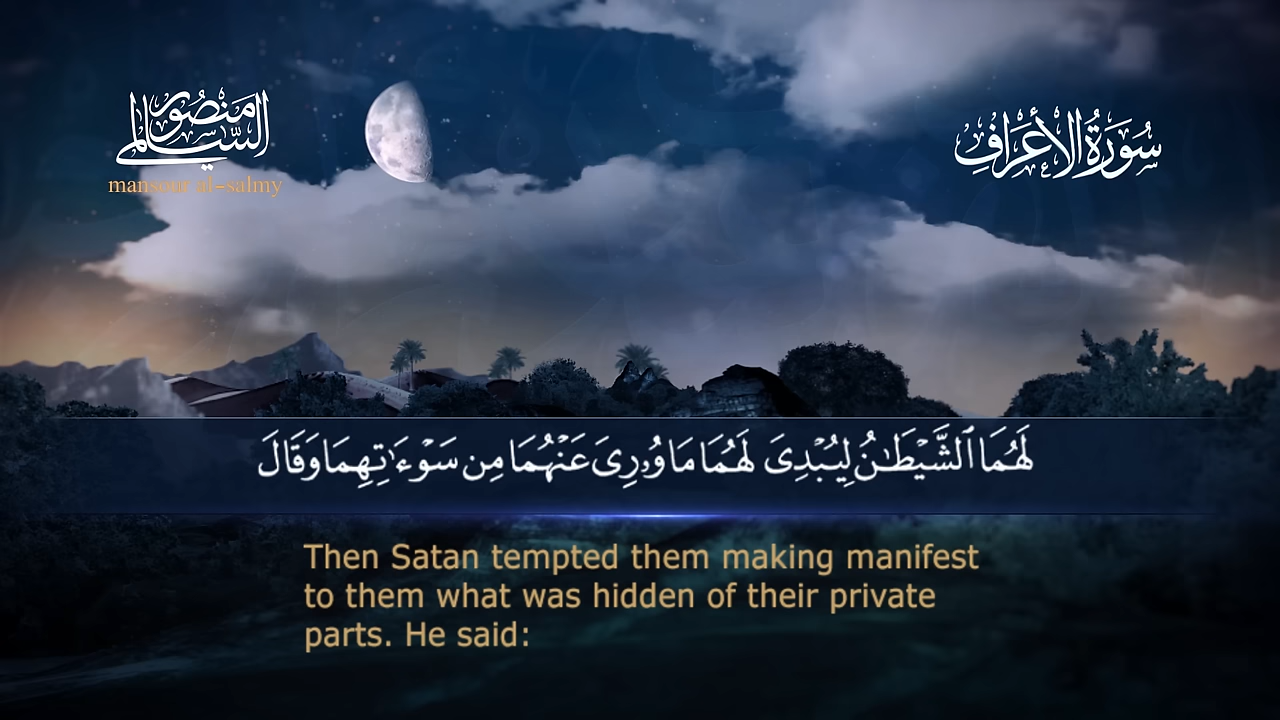 منصور السالمي
mansour al-salmy
سُورَةُ الأَعْرَافِ
لَهُمَا ٱلشَّيْطَٰنُ لِيُبْدِىَ لَهُمَا مَا وُۥرِىَ عَنْهُمَا مِن سَوْءَٰتِهِمَا وَقَالَ
Then Satan tempted them making manifest
to them what was hidden of their private
parts. He said: